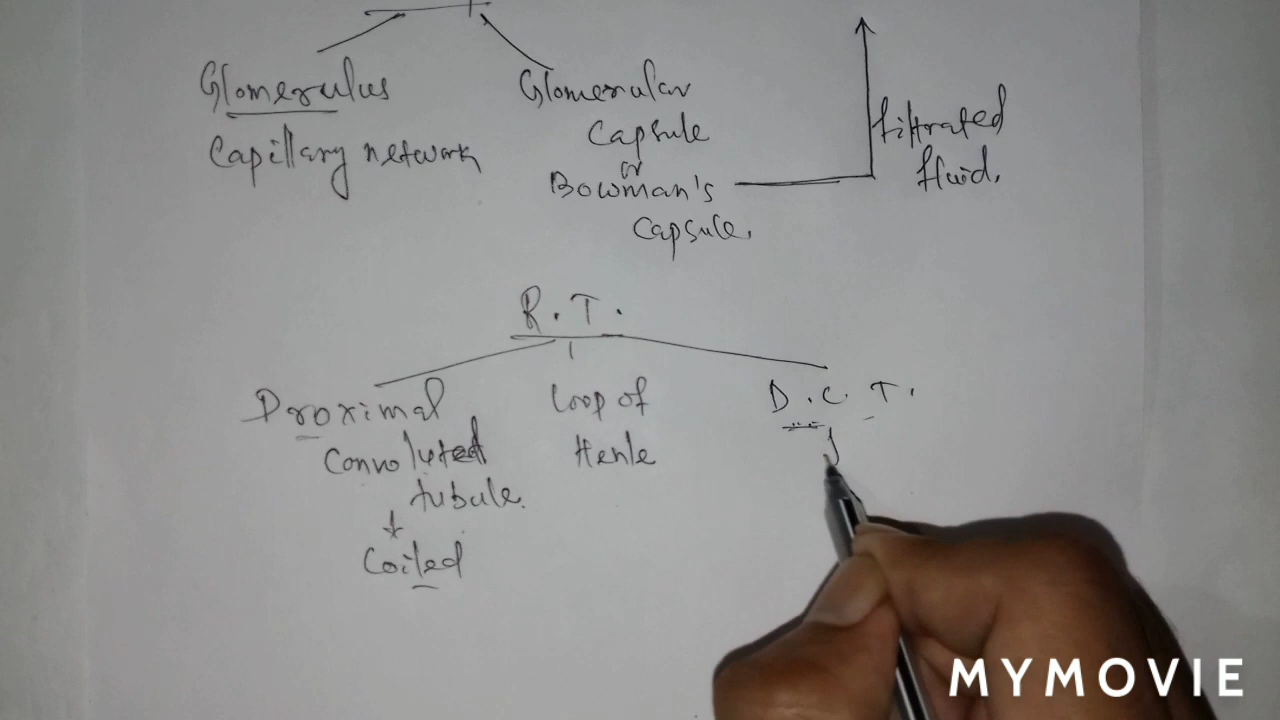 Glomerulus
Capillary network
Glomerular
Capsule
or
Bowman's
Capsule.
filtrated
fluid.
R.T.
Proximal
Convoluted
tubule.
Coiled
Loop of
Henle
D.C.T.
MYMOVIE